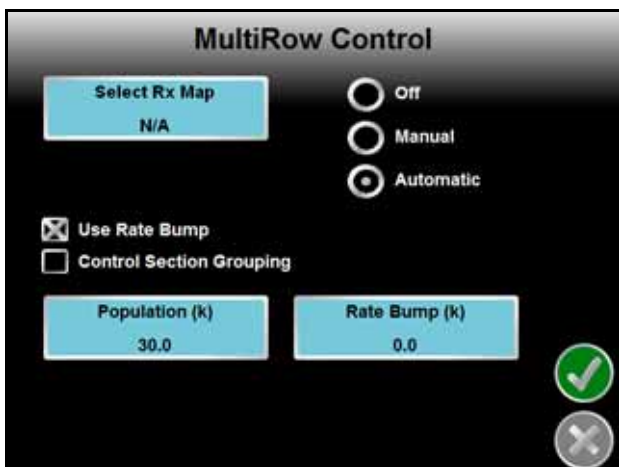 MultiRow Control
Select Rx Map
N/A
Off
Manual
Automatic
Use Rate Bump
Control Section Grouping
Population (k)
30.0
Rate Bump (k)
0.0